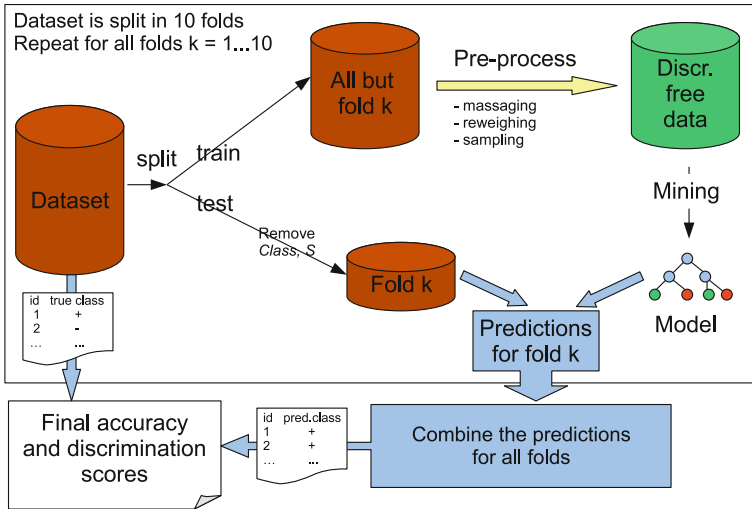 Dataset is split in 10 folds
Repeat for all folds k = 1...10
All but
fold k
Pre-process
- massaging
- reweighing
- sampling
Discr.
free
data
split
train
test
Dataset
Remove
Class, S
Fold k
Mining
Model
id true class
1 +
2 -
... ...
Predictions
for fold k
Final accuracy
and discrimination
scores
id pred.class
1 +
2 +
... ...
Combine the predictions
for all folds